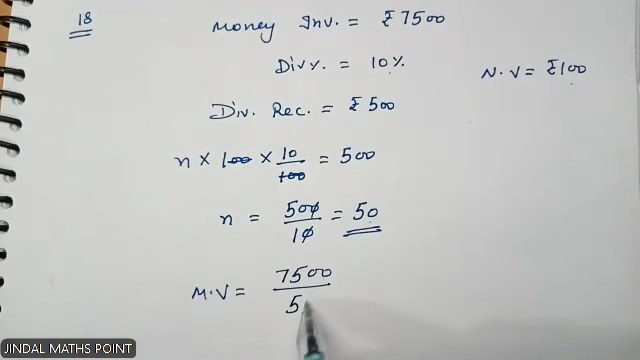 18
Money Inv. = ₹7500
Div%. = 10%
N.V = ₹100
Div. Rec. = ₹500
n × 100 × 10/100 = 500
n = 500/10 = 50
M.V = 7500/5
JINDAL MATHS POINT